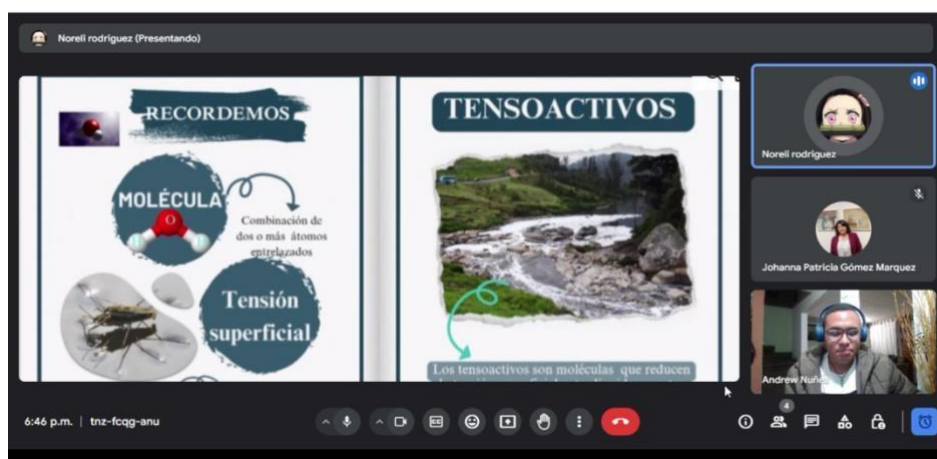 Noreli rodriguez (Presentando)
RECORDEMOS
MOLÉCULA
O
Combinación de
dos o más átomos
entrelazados
Tensión
superficial
TENSOACTIVOS
Los tensoactivos son moléculas que reducen
Noreli rodriguez
Johanna Patricia Gómez Marquez
Andrew Nuñez
6:46 p.m. | tnz-fcqg-anu
CC
4